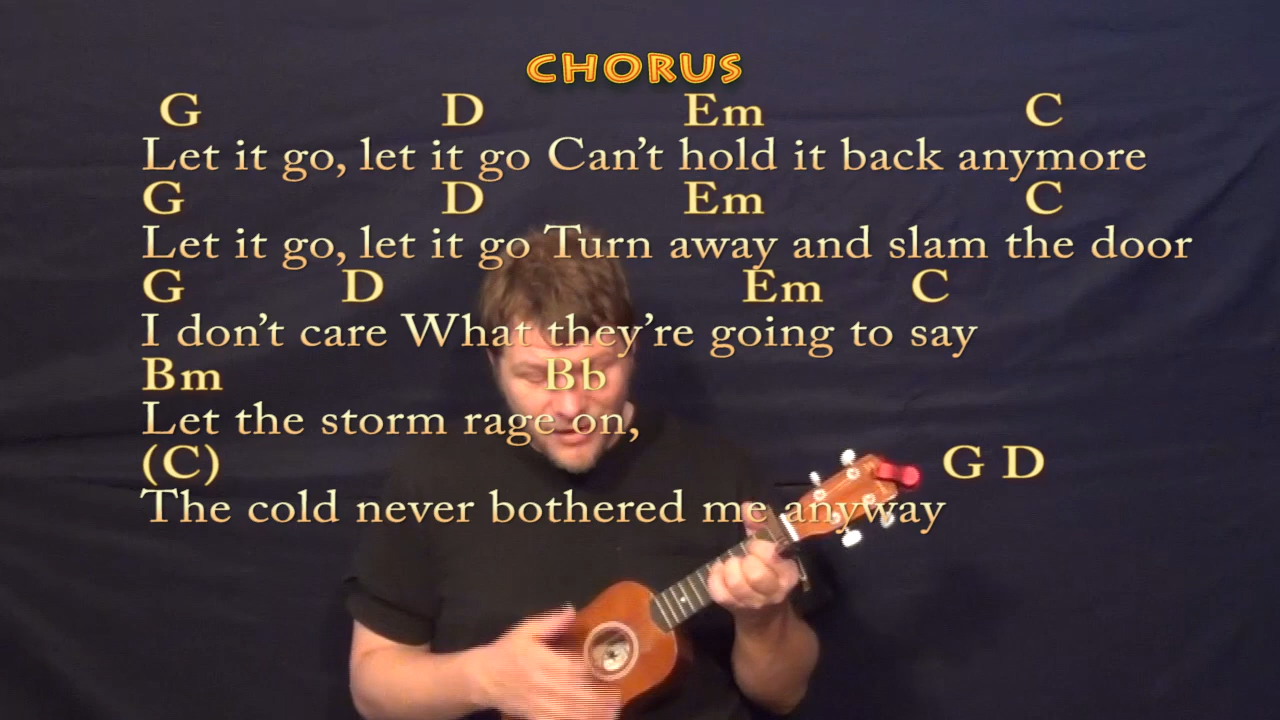 CHORUS
G D Em C
Let it go, let it go Can't hold it back anymore
G D Em C
Let it go, let it go Turn away and slam the door
G D Em C
I don't care What they're going to say
Bm Bb
Let the storm rage on,
(C) G D
The cold never bothered me anyway